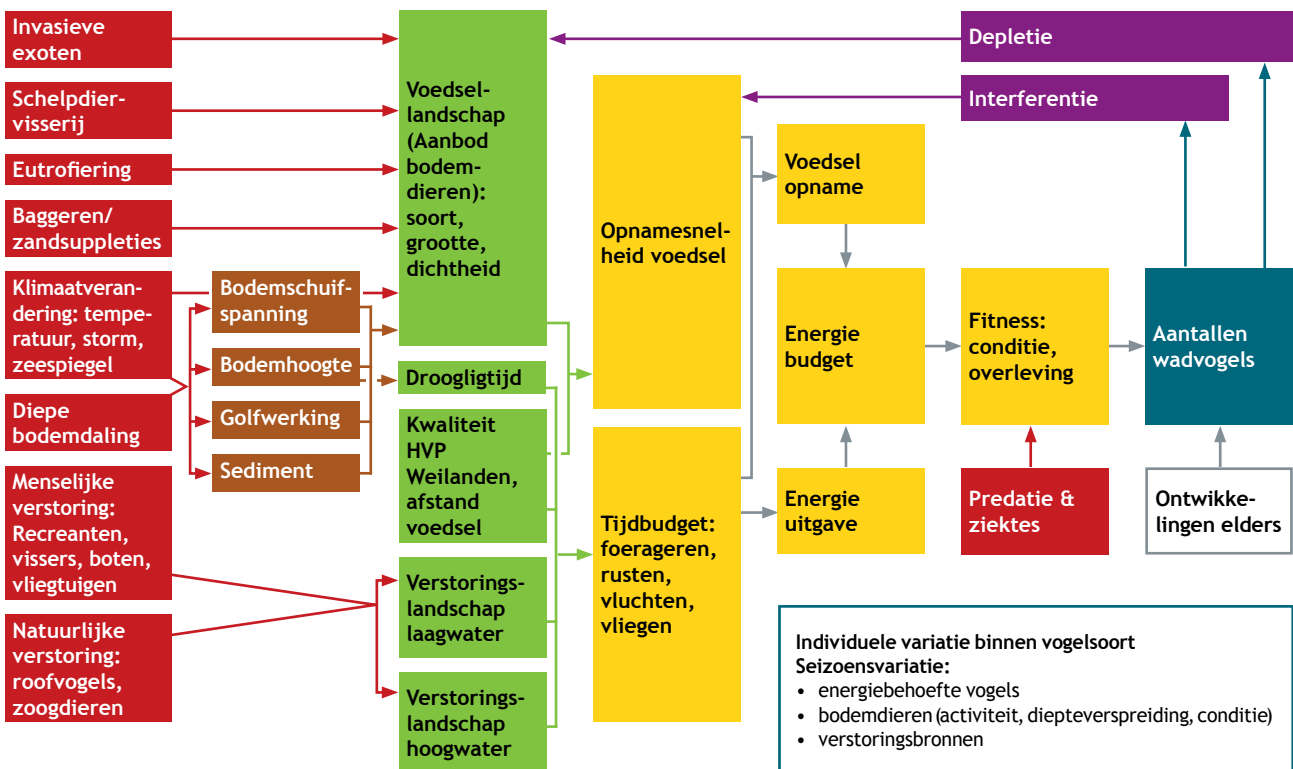 Invasieve
exoten
Schelpdier-
visserij
Eutrofiering
Baggeren/
zandsuppleties
Klimaatveran-
dering: tempe-
ratuur, storm,
zeespiegel
Diepe
bodemdaling
Menselijke
verstoring:
Recreanten,
vissers, boten,
vliegtuigen
Natuurlijke
verstoring:
roofvogels,
zoogdieren
Bodemschuif-
spanning
Bodemhoogte
Golfwerking
Sediment
Voedsel-
landschap
(Aanbod
bodem-
dieren):
soort,
grootte,
dichtheid
Droogligtijd
Kwaliteit
HVP
Weilanden,
afstand
voedsel
Verstorings-
landschap
laagwater
Verstorings-
landschap
hoogwater
Opnamesnel-
heid voedsel
Tijdbudget:
foerageren,
rusten,
vluchten,
vliegen
Voedsel
opname
Energie
budget
Energie
uitgave
Fitness:
conditie,
overleving
Predatie &
ziektes
Depletie
Interferentie
Aantallen
wadvogels
Ontwikke-
lingen elders
Individuele variatie binnen vogelsoort
Seizoensvariatie:
• energiebehoefte vogels
• bodemdieren (activiteit, diepteverspreiding, conditie)
• verstoringsbronnen